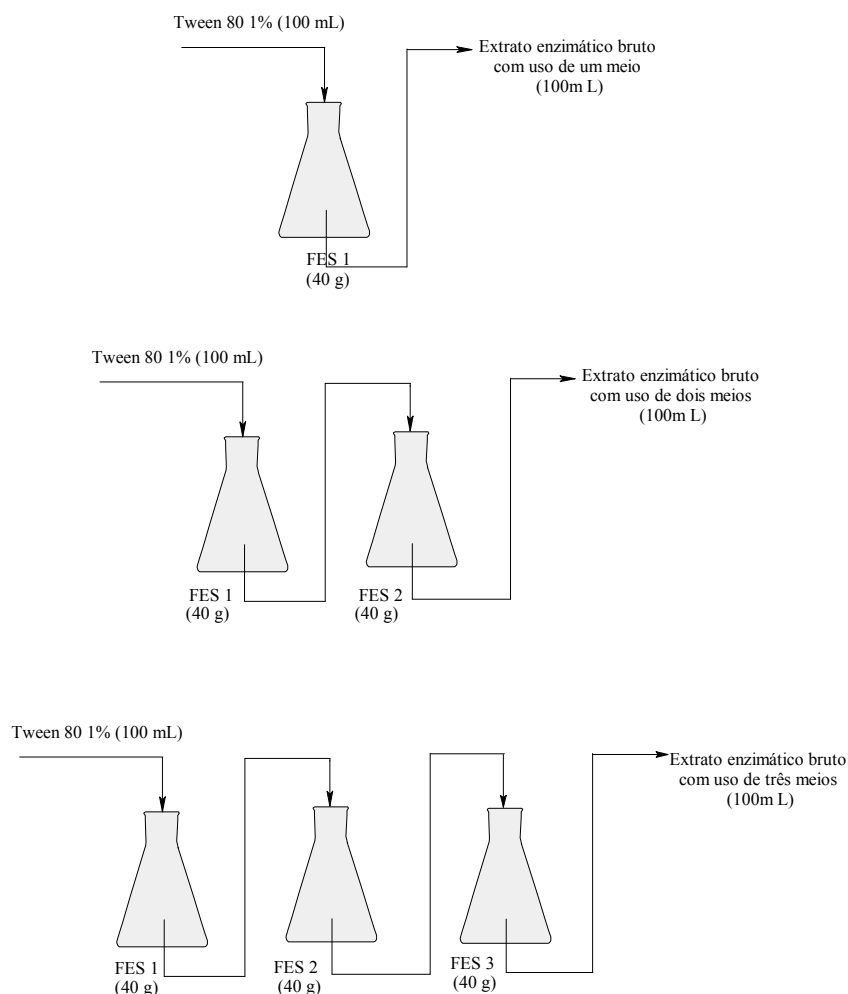 Tween 80 1% (100 mL)
Extrato enzimático bruto
com uso de um meio
(100m L)
FES 1
(40 g)
Tween 80 1% (100 mL)
Extrato enzimático bruto
com uso de dois meios
(100m L)
FES 1
(40 g)
FES 2
(40 g)
Tween 80 1% (100 mL)
Extrato enzimático bruto
com uso de três meios
(100m L)
FES 1
(40 g)
FES 2
(40 g)
FES 3
(40 g)